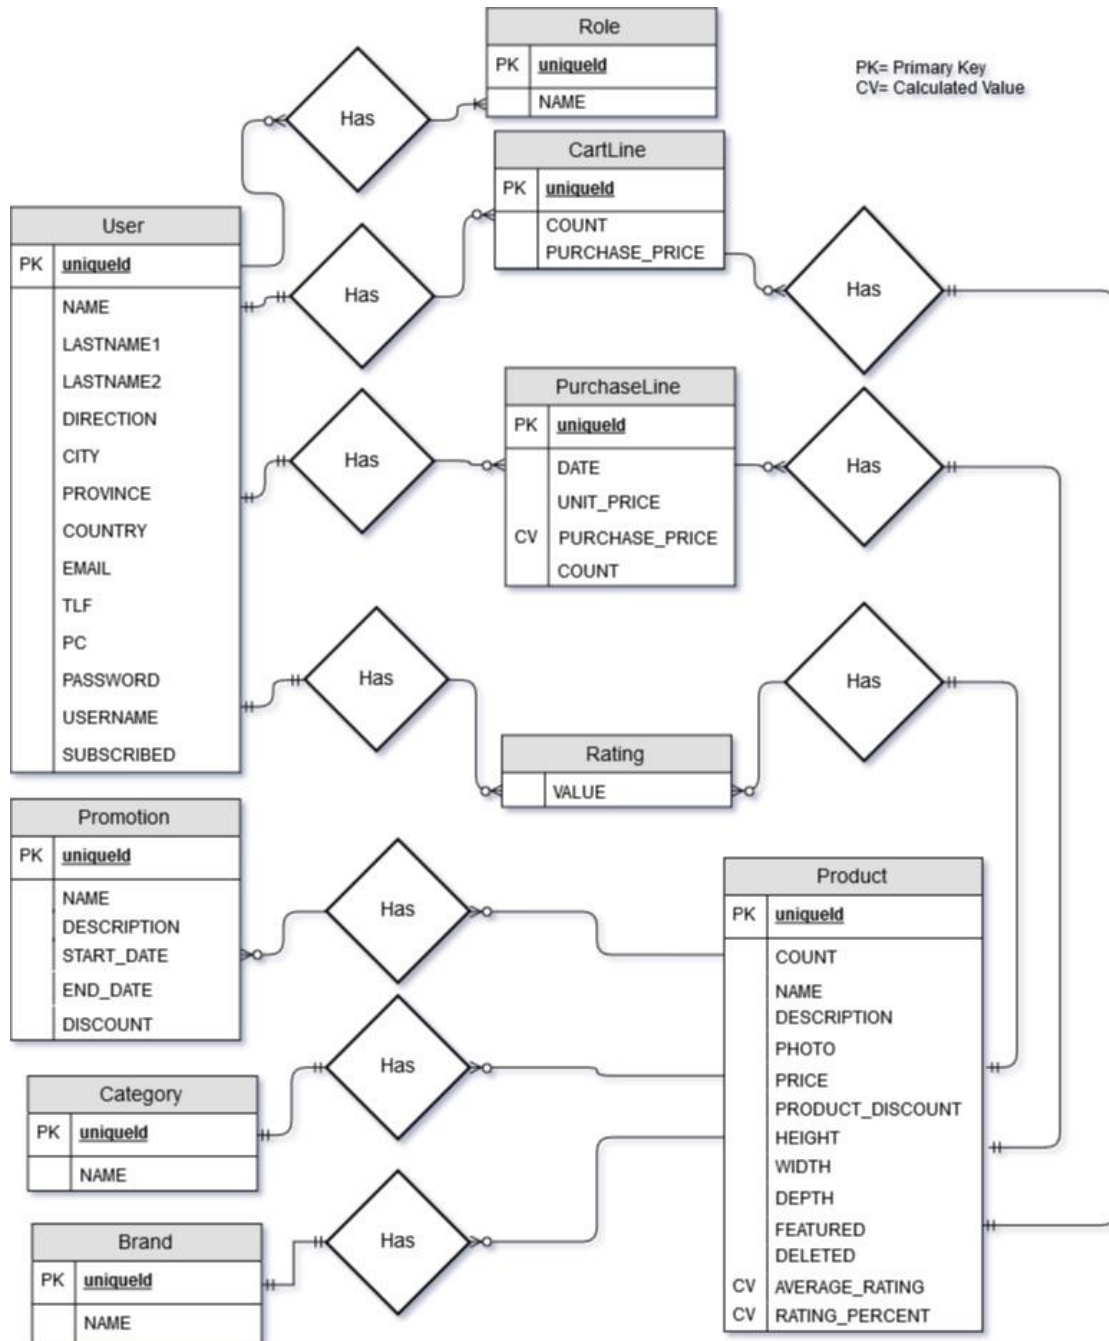 Role
PK uniqueId
NAME
PK= Primary Key
CV= Calculated Value
Has
CartLine
PK uniqueId
COUNT
PURCHASE_PRICE
Has
Has
User
PK uniqueId
NAME
LASTNAME1
LASTNAME2
DIRECTION
CITY
PROVINCE
COUNTRY
EMAIL
TLF
PC
PASSWORD
USERNAME
SUBSCRIBED
Has
PurchaseLine
PK uniqueId
DATE
UNIT_PRICE
CV PURCHASE_PRICE
COUNT
Has
Has
Rating
VALUE
Has
Promotion
PK uniqueId
NAME
DESCRIPTION
START_DATE
END_DATE
DISCOUNT
Has
Category
PK uniqueId
NAME
Has
Brand
PK uniqueId
NAME
Has
Product
PK uniqueId
COUNT
NAME
DESCRIPTION
PHOTO
PRICE
PRODUCT_DISCOUNT
HEIGHT
WIDTH
DEPTH
FEATURED
DELETED
CV AVERAGE_RATING
CV RATING_PERCENT